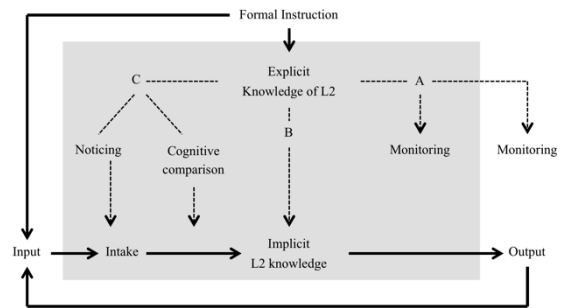 Formal Instruction
C
Explicit
Knowledge of L2
A
B
Noticing
Cognitive
comparison
Monitoring
Monitoring
Input
Intake
Implicit
L2 knowledge
Output